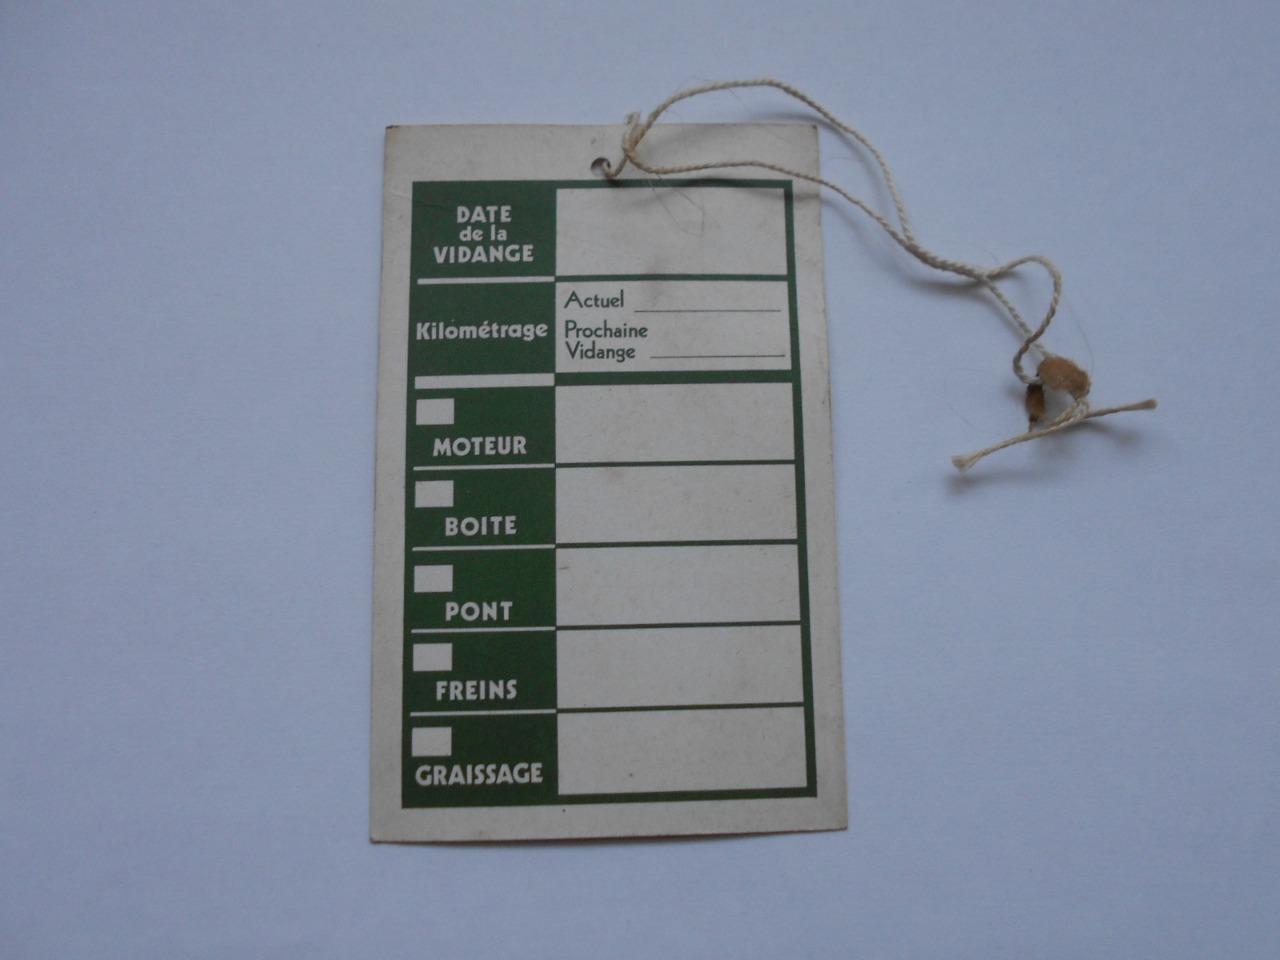 DATE
de la
VIDANGE
Kilométrage
Actuel
Prochaine
Vidange
MOTEUR
BOITE
PONT
FREINS
GRAISSAGE